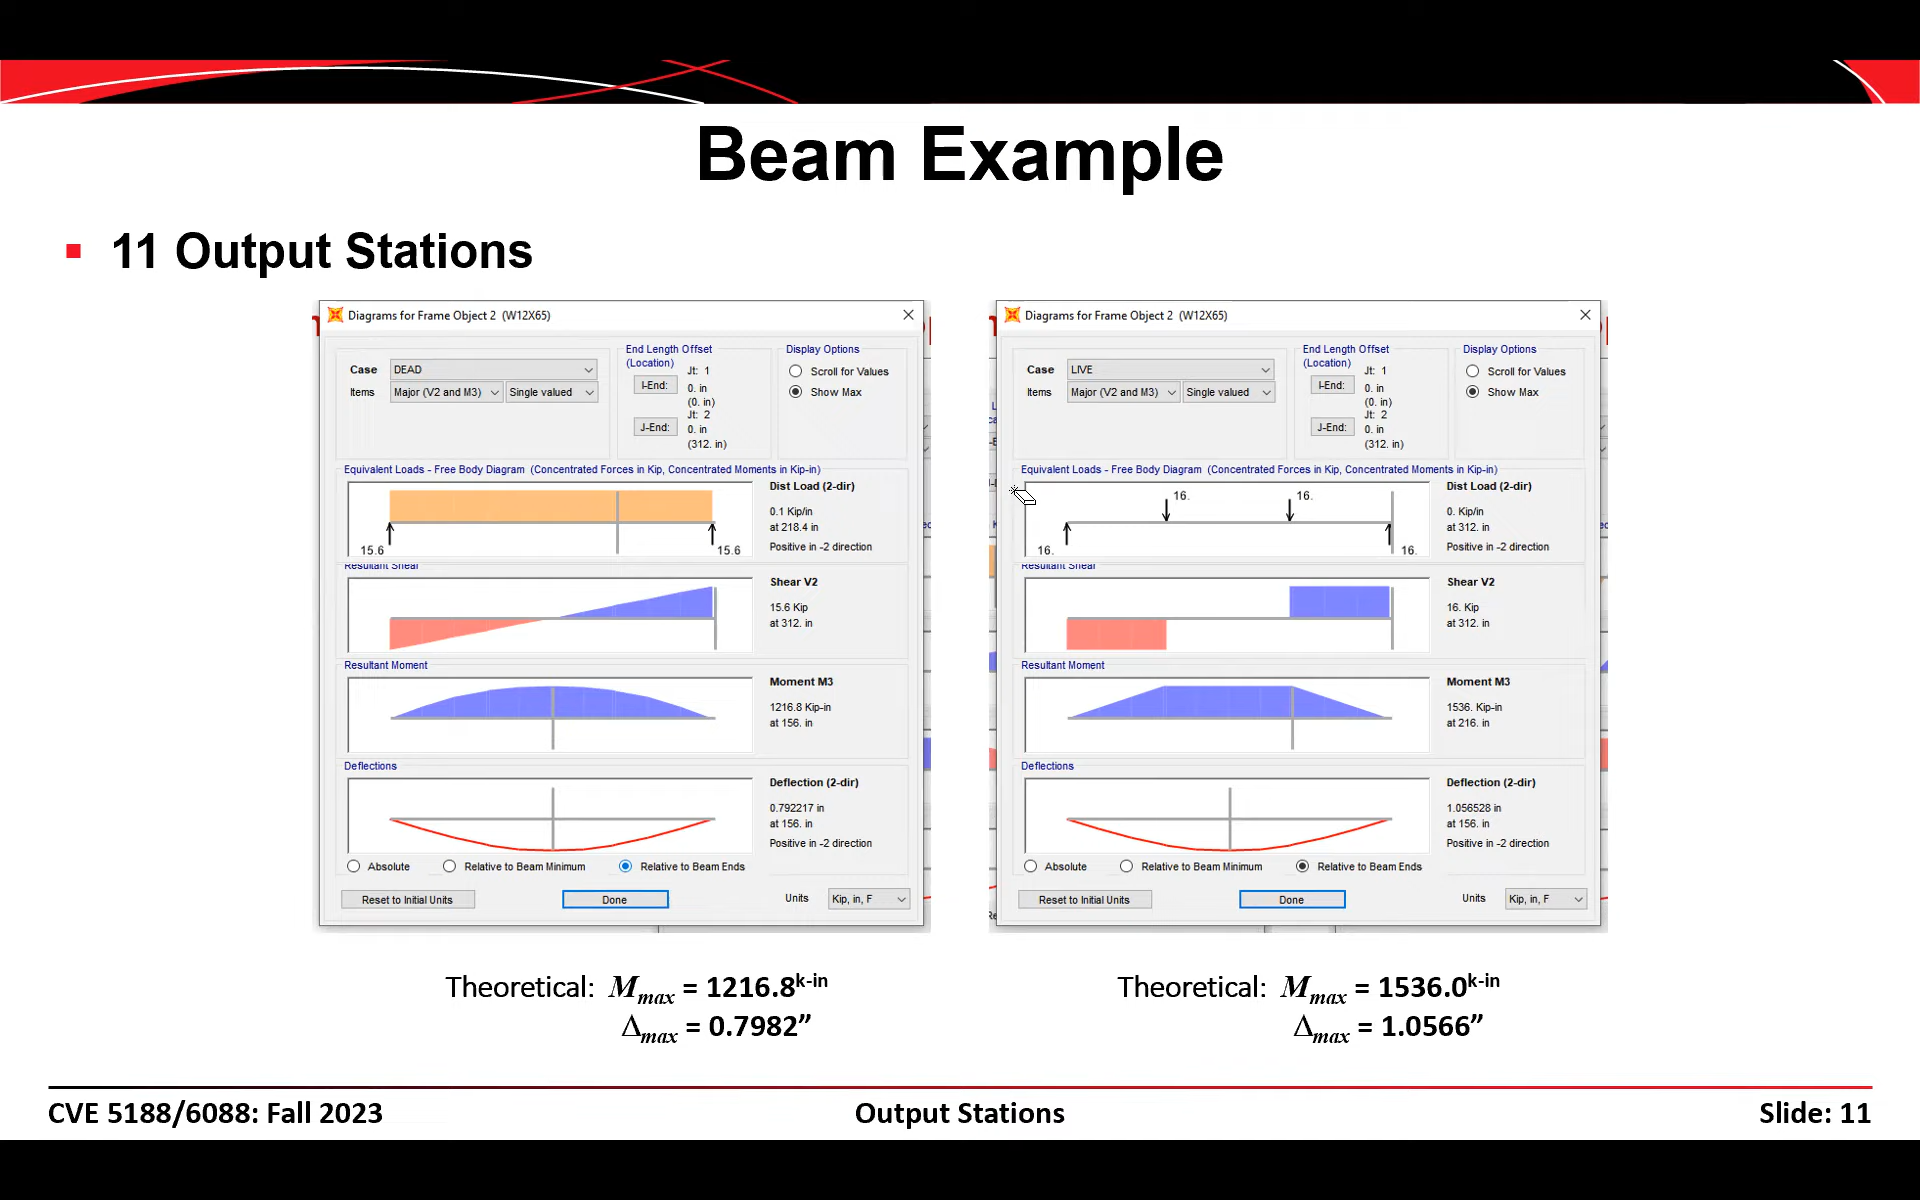 Beam Example
11 Output Stations
Diagrams for Frame Object 2 (W12X65)
Case DEAD
Items Major (V2 and M3) Single valued
End Length Offset
(Location)
I-End: Jt: 1
0. in
(0. in)
J-End: Jt: 2
0. in
(312. in)
Display Options
Scroll for Values
Show Max
Equivalent Loads - Free Body Diagram (Concentrated Forces in Kip, Concentrated Moments in Kip-in)
15.6 15.6
Dist Load (2-dir)
0.1 Kip/in
at 218.4 in
Positive in -2 direction
Resultant Shear
Shear V2
15.6 Kip
at 312. in
Resultant Moment
Moment M3
1216.8 Kip-in
at 156. in
Deflections
Deflection (2-dir)
0.792217 in
at 156. in
Positive in -2 direction
Absolute Relative to Beam Minimum Relative to Beam Ends
Reset to Initial Units Done Units Kip, in, F
Diagrams for Frame Object 2 (W12X65)
Case LIVE
Items Major (V2 and M3) Single valued
End Length Offset
(Location)
I-End: Jt: 1
0. in
(0. in)
J-End: Jt: 2
0. in
(312. in)
Display Options
Scroll for Values
Show Max
Equivalent Loads - Free Body Diagram (Concentrated Forces in Kip, Concentrated Moments in Kip-in)
16. 16.
16. 16.
Dist Load (2-dir)
0. Kip/in
at 312. in
Positive in -2 direction
Resultant Shear
Shear V2
16. Kip
at 312. in
Resultant Moment
Moment M3
1536. Kip-in
at 216. in
Deflections
Deflection (2-dir)
1.056528 in
at 156. in
Positive in -2 direction
Absolute Relative to Beam Minimum Relative to Beam Ends
Reset to Initial Units Done Units Kip, in, F
Theoretical: Mmax = 1216.8k-in
Δmax = 0.7982”
Theoretical: Mmax = 1536.0k-in
Δmax = 1.0566”
CVE 5188/6088: Fall 2023
Output Stations
Slide: 11